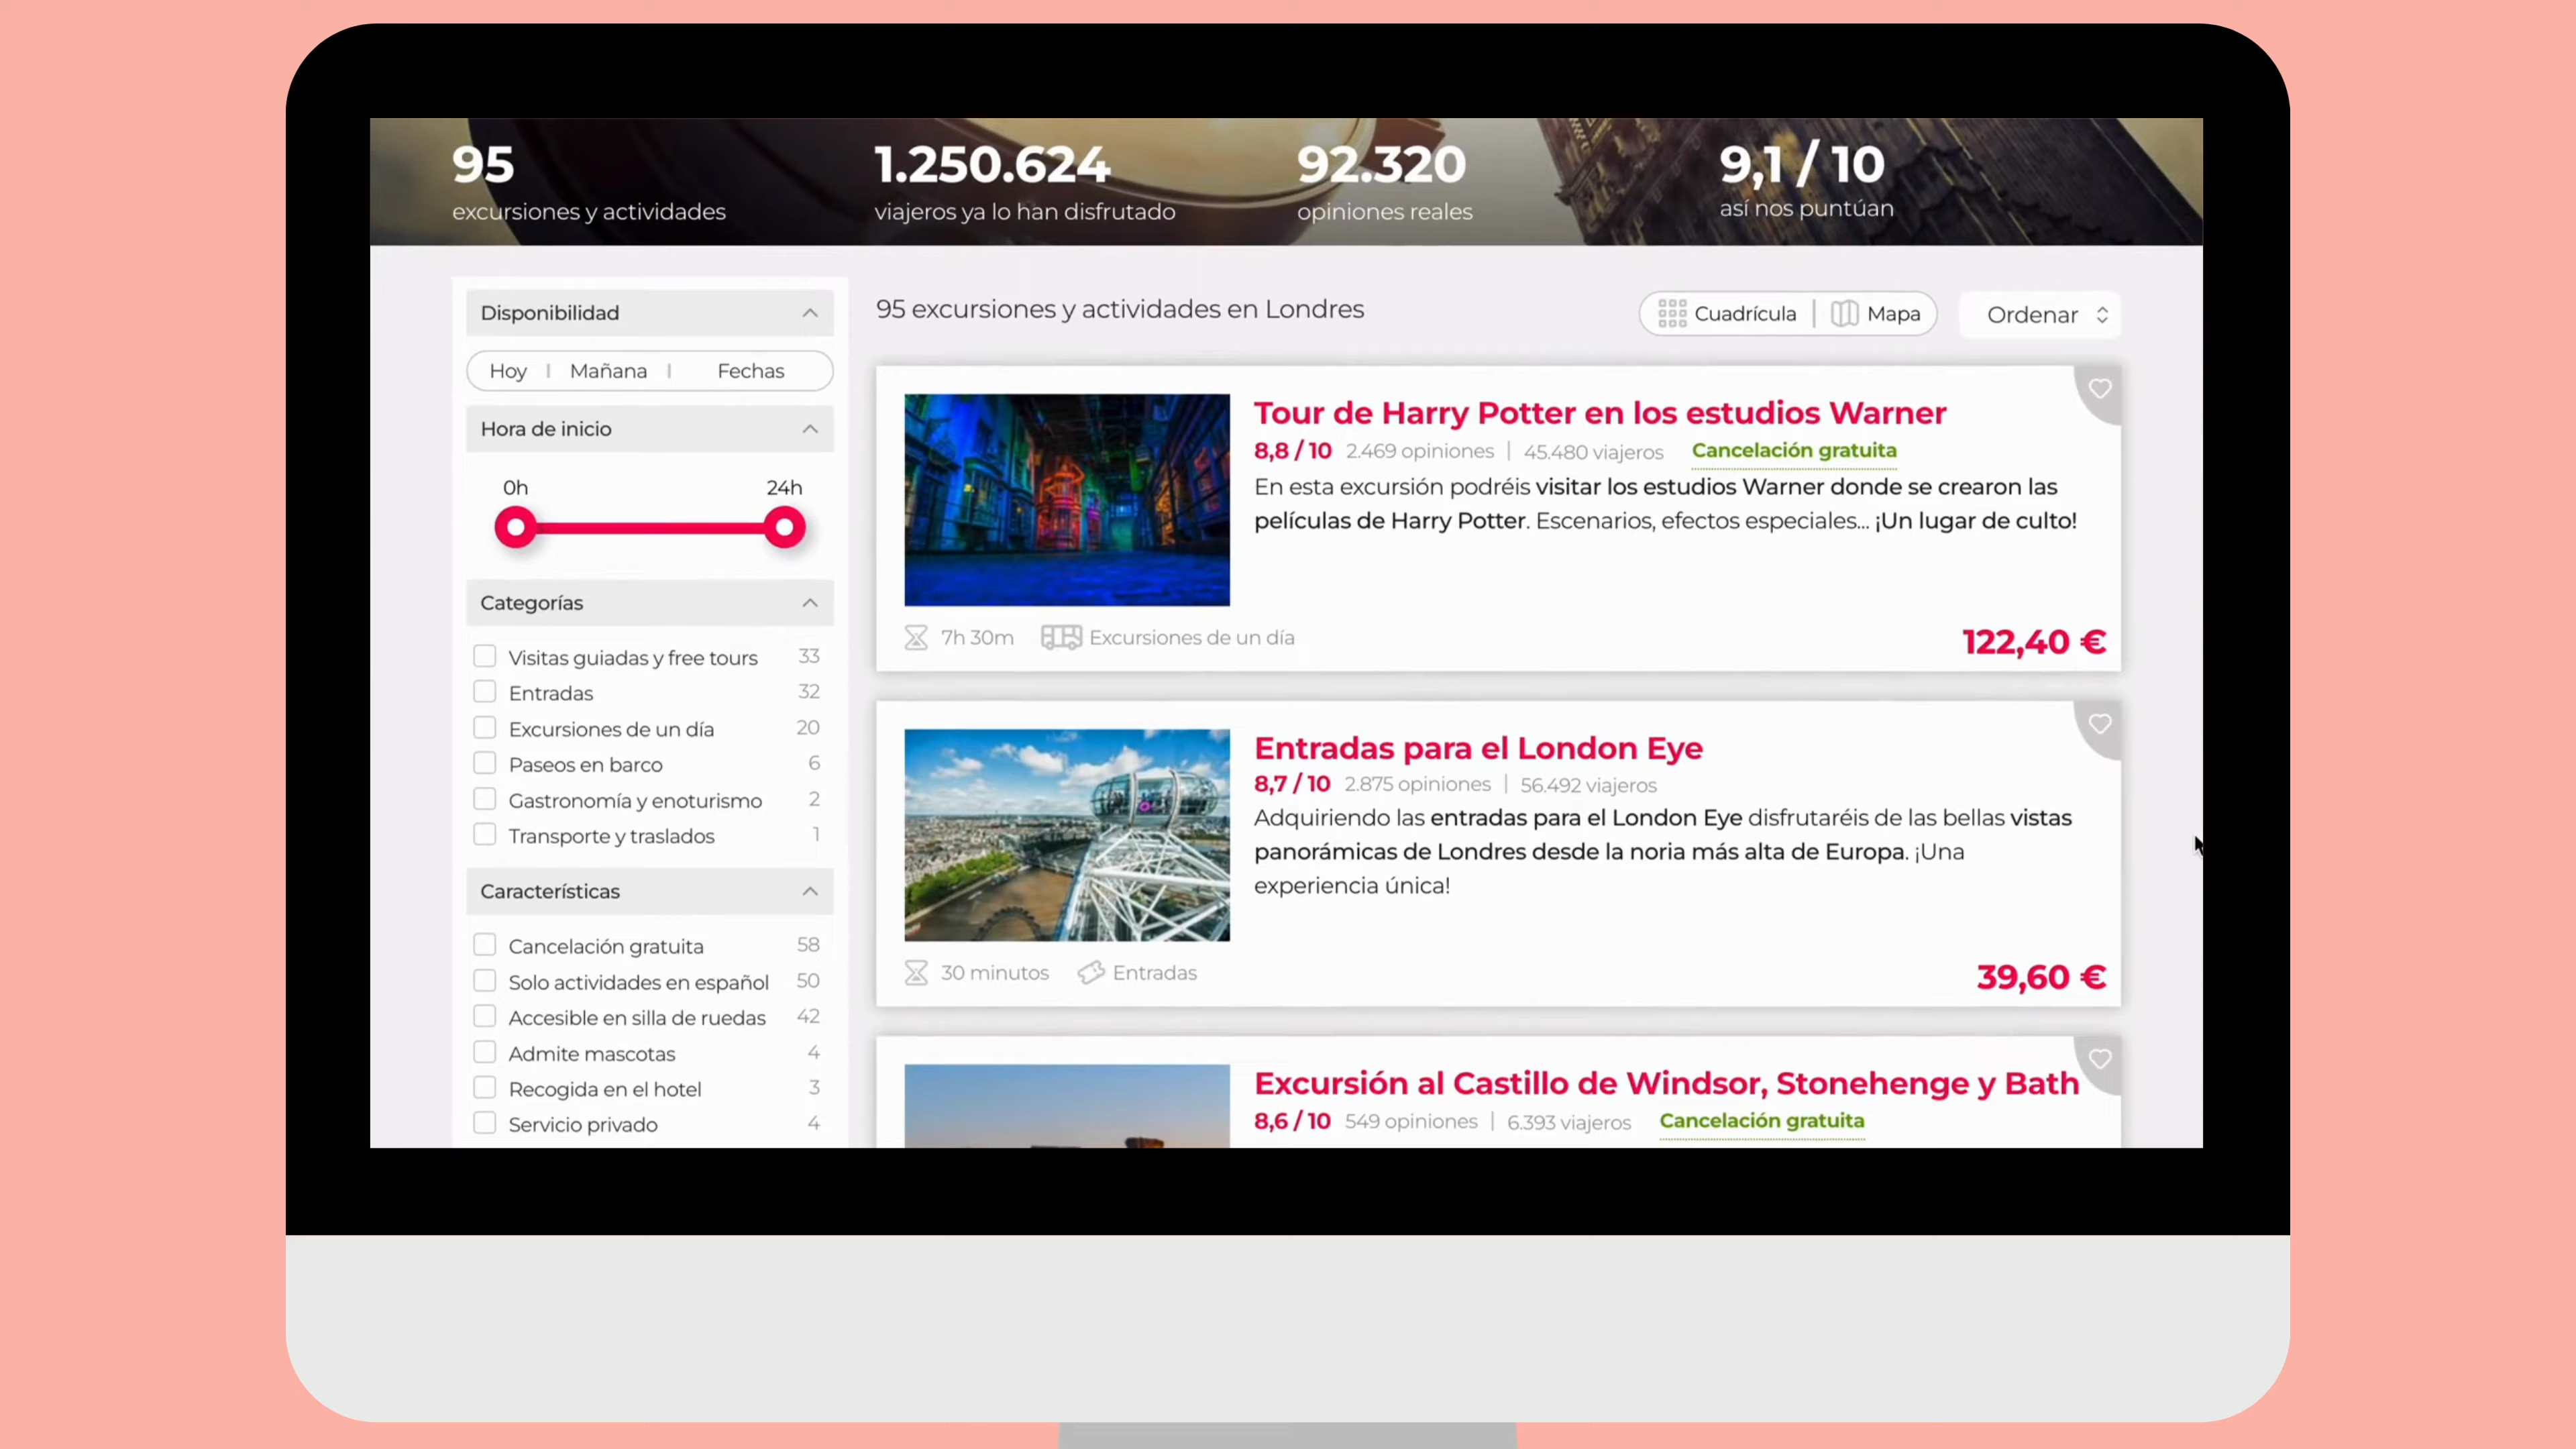 95
excursiones y actividades
1.250.624
viajeros ya lo han disfrutado
92.320
opiniones reales
9,1 / 10
así nos puntúan
Disponibilidad
Hoy | Mañana | Fechas
Hora de inicio
0h 24h
Categorías
Visitas guiadas y free tours 33
Entradas 32
Excursiones de un día 20
Paseos en barco 6
Gastronomía y enoturismo 2
Transporte y traslados 1
Características
Cancelación gratuita 58
Solo actividades en español 50
Accesible en silla de ruedas 42
Admite mascotas 4
Recogida en el hotel 3
Servicio privado 4
95 excursiones y actividades en Londres
Cuadrícula | Mapa
Ordenar
Tour de Harry Potter en los estudios Warner
8,8 / 10 2.469 opiniones | 45.480 viajeros Cancelación gratuita
En esta excursión podréis visitar los estudios Warner donde se crearon las
películas de Harry Potter. Escenarios, efectos especiales... ¡Un lugar de culto!
7h 30m Excursiones de un día
122,40 €
Entradas para el London Eye
8,7 / 10 2.875 opiniones | 56.492 viajeros
Adquiriendo las entradas para el London Eye disfrutaréis de las bellas vistas
panorámicas de Londres desde la noria más alta de Europa. ¡Una
experiencia única!
30 minutos Entradas
39,60 €
Excursión al Castillo de Windsor, Stonehenge y Bath
8,6 / 10 549 opiniones | 6.393 viajeros Cancelación gratuita